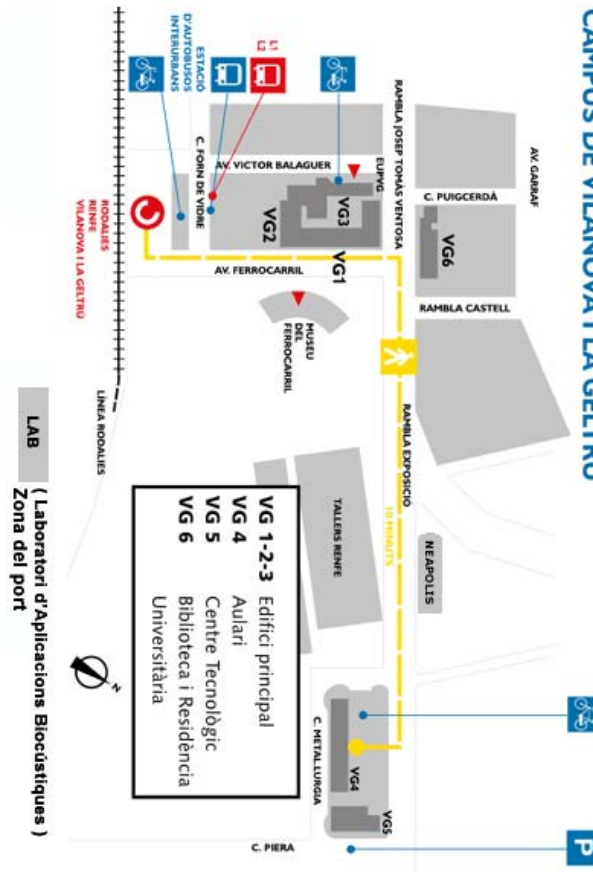 CAMPUS DE VILANOVA I LA GELTRÚ
AV. GARRAF
C. PUIGCERDÀ
VG6
RAMBLA CASTELL
RAMBLA JOSEP TOMÀS VENTOSA
RAMBLA EXPOSICIÓ
10 MINUTS
NEAPOLIS
L1
L2
ESTACIÓ
D'AUTOBUSOS
INTERURBANS
C. FORN DE VIDRE
AV. VICTOR BALAGUER
EUPVG
VG3
VG2
VG1
AV. FERROCARRIL
MUSEU
DEL
FERROCARRIL
TALLERS RENFE
RODALIES
RENFE
VILANOVA I LA GELTRÚ
LÍNEA RODALIES
VG 1-2-3 Edifici principal
VG 4 Aulari
VG 5 Centre Tecnològic
VG 6 Biblioteca i Residència
Universitària
N
C. METAL.LURGIA
VG4
VG5
C. PIERA
P
LAB
( Laboratori d'Aplicacions Biocústiques )
Zona del port